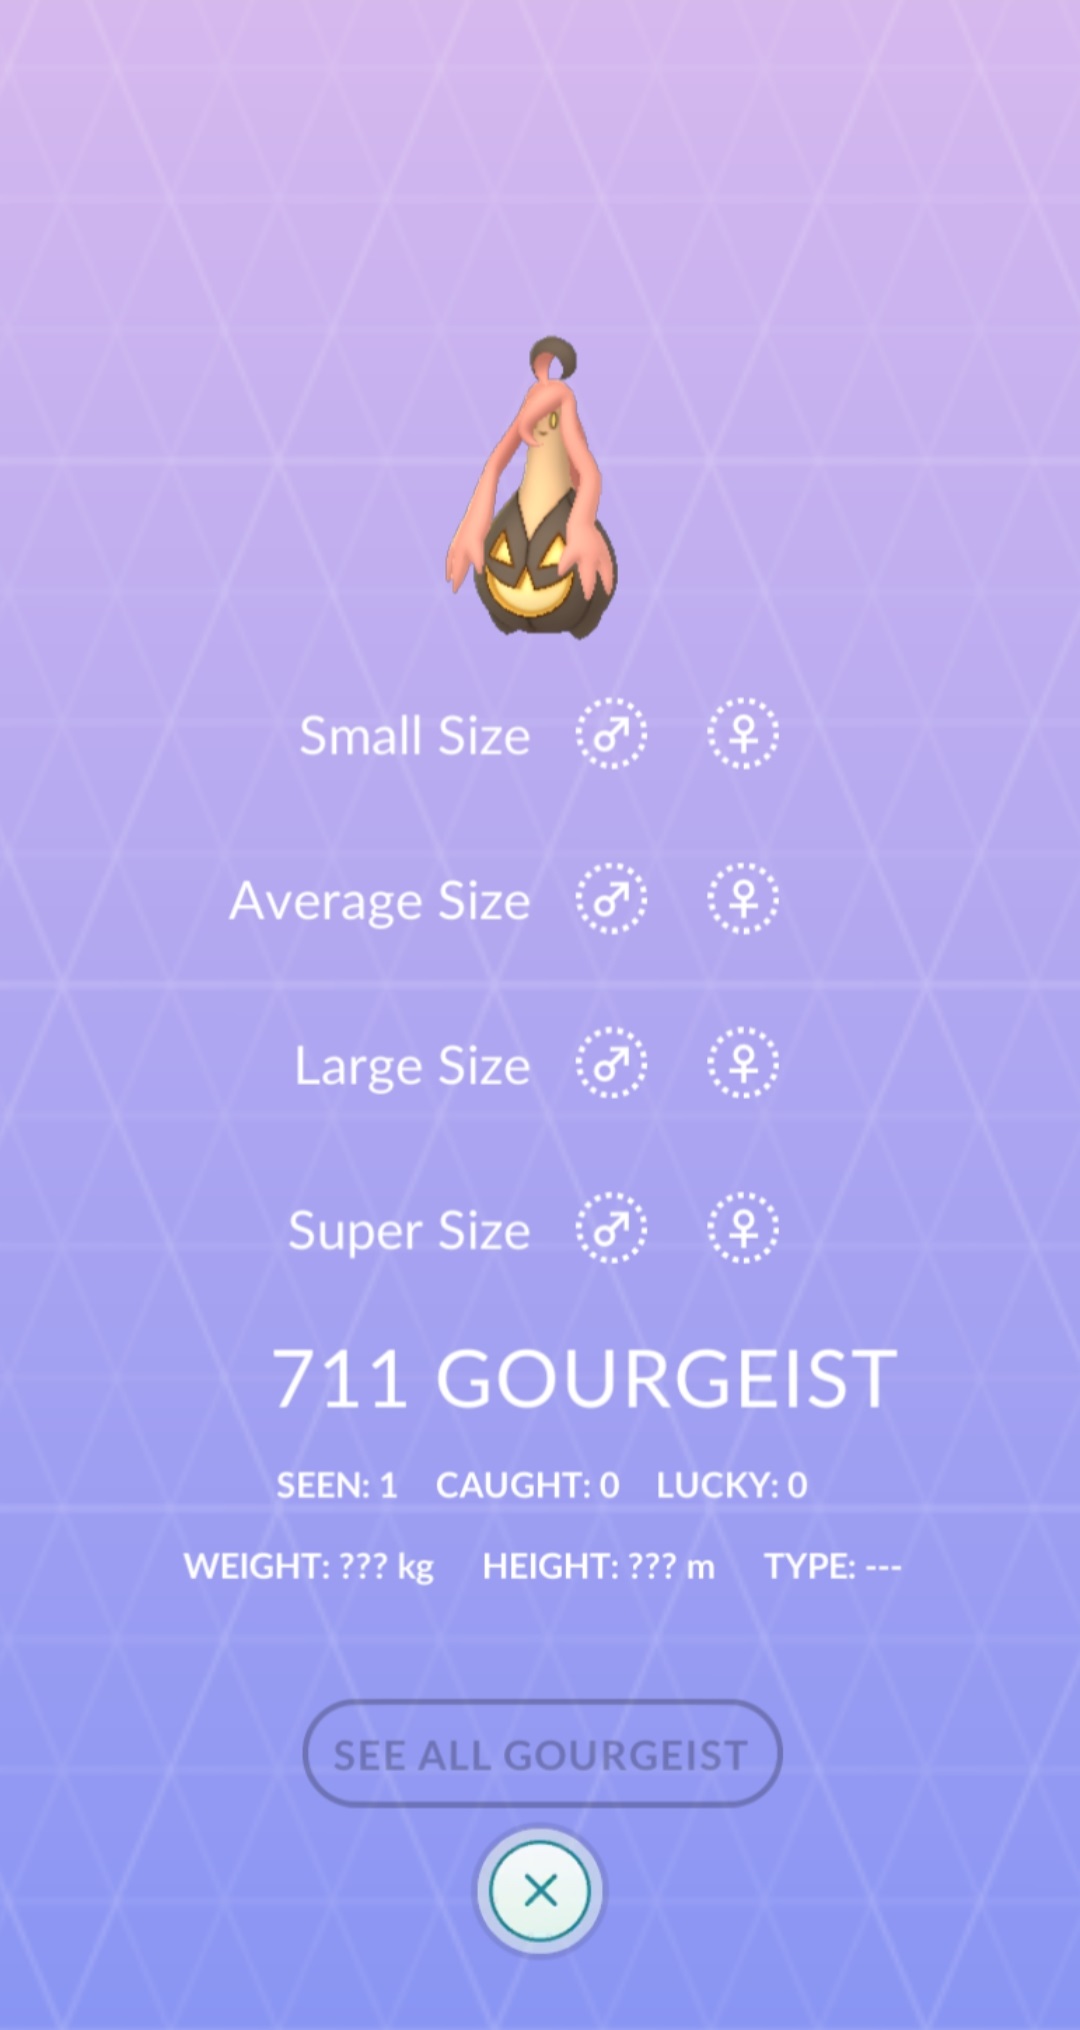 Small Size ♂ ♀
Average Size ♂ ♀
Large Size ♂ ♀
Super Size ♂ ♀
711 GOURGEIST
SEEN: 1 CAUGHT: 0 LUCKY: 0
WEIGHT: ??? kg HEIGHT: ??? m TYPE: ---
SEE ALL GOURGEIST